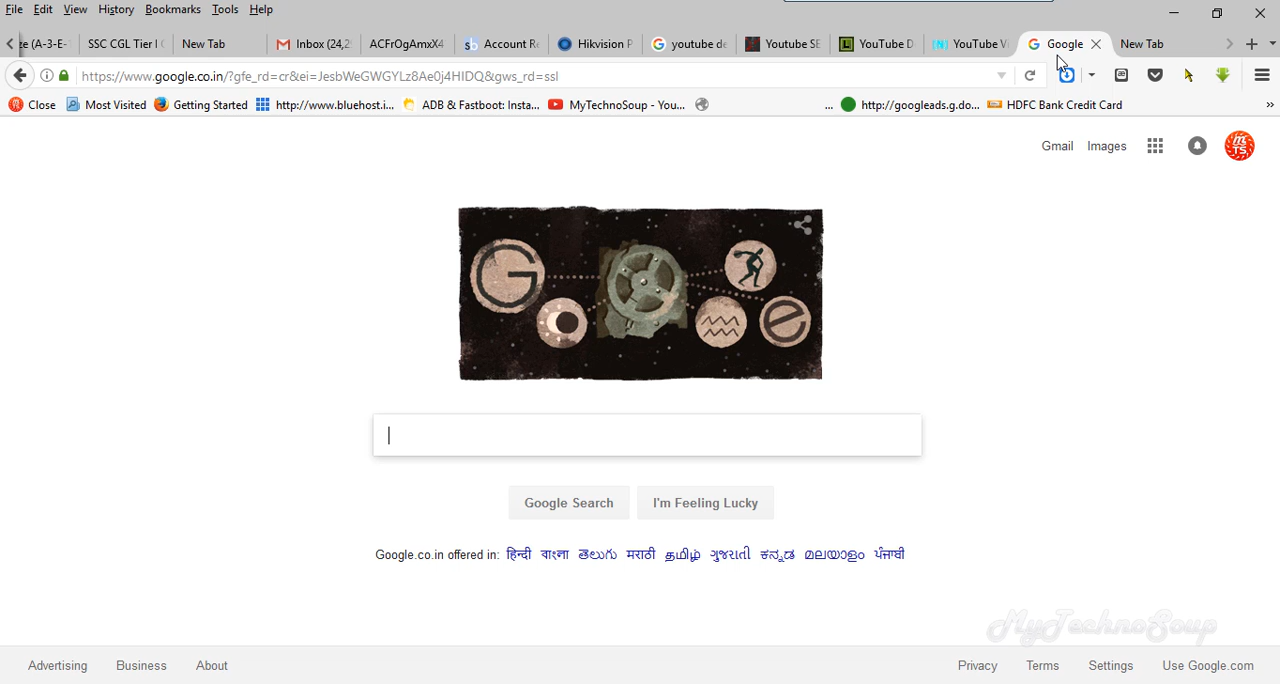 File Edit View History Bookmarks Tools Help
ze (A-3-E- SSC CGL Tier I New Tab Inbox (24,2 ACFrOgAmxX4 Account Re Hikvision P youtube de Youtube SE YouTube D YouTube V Google New Tab
https://www.google.co.in/?gfe_rd=cr&ei=JesbWeGWGYLz8Ae0j4HIDQ&gws_rd=ssl
Close Most Visited Getting Started http://www.bluehost.i... ADB & Fastboot: Insta... MyTechnoSoup - You... ... http://googleads.g.do... HDFC Bank Credit Card »
Gmail Images
mTS
G e
Google Search I'm Feeling Lucky
Google.co.in offered in: हिन्दी বাংলা తెలుగు मराठी தமிழ் ગુજરાતી ಕನ್ನಡ മലയാളം ਪੰਜਾਬੀ
MyTechnoSoup
Advertising Business About Privacy Terms Settings Use Google.com